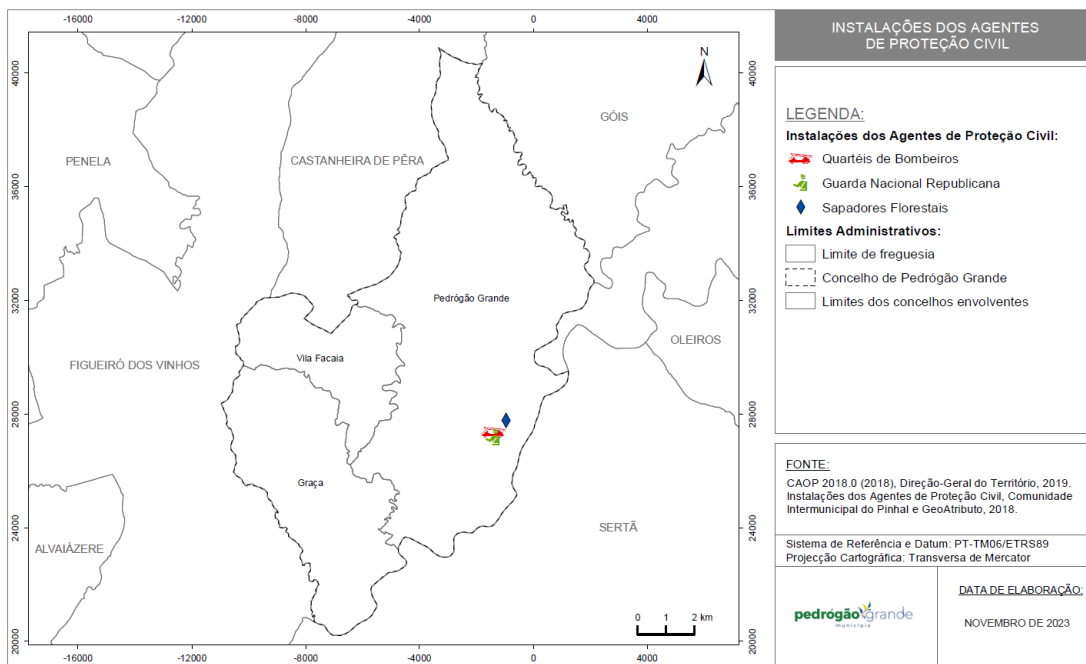 -16000
-12000
-8000
-4000
0
4000
INSTALAÇÕES DOS AGENTES
DE PROTEÇÃO CIVIL
40000
40000
N
GÓIS
LEGENDA:
Instalações dos Agentes de Proteção Civil:
PENELA
CASTANHEIRA DE PÊRA
Quartéis de Bombeiros
Guarda Nacional Republicana
36000
36000
Sapadores Florestais
Limites Administrativos:
Limite de freguesia
Concelho de Pedrógão Grande
Limites dos concelhos envolventes
32000
32000
Pedrógão Grande
OLEIROS
Vila Facaia
FIGUEIRÓ DOS VINHOS
28000
28000
FONTE:
CAOP 2018.0 (2018), Direção-Geral do Território, 2019.
Instalações dos Agentes de Proteção Civil, Comunidade
Intermunicipal do Pinhal e GeoAtributo, 2018.
Graça
24000
24000
SERTÃ
ALVAIÁZERE
Sistema de Referência e Datum: PT-TM06/ETRS89
Projecção Cartográfica: Transversa de Mercator
pedrógão grande
município
DATA DE ELABORAÇÃO:
NOVEMBRO DE 2023
0 1 2 km
20000
20000
-16000
-12000
-8000
-4000
0
4000